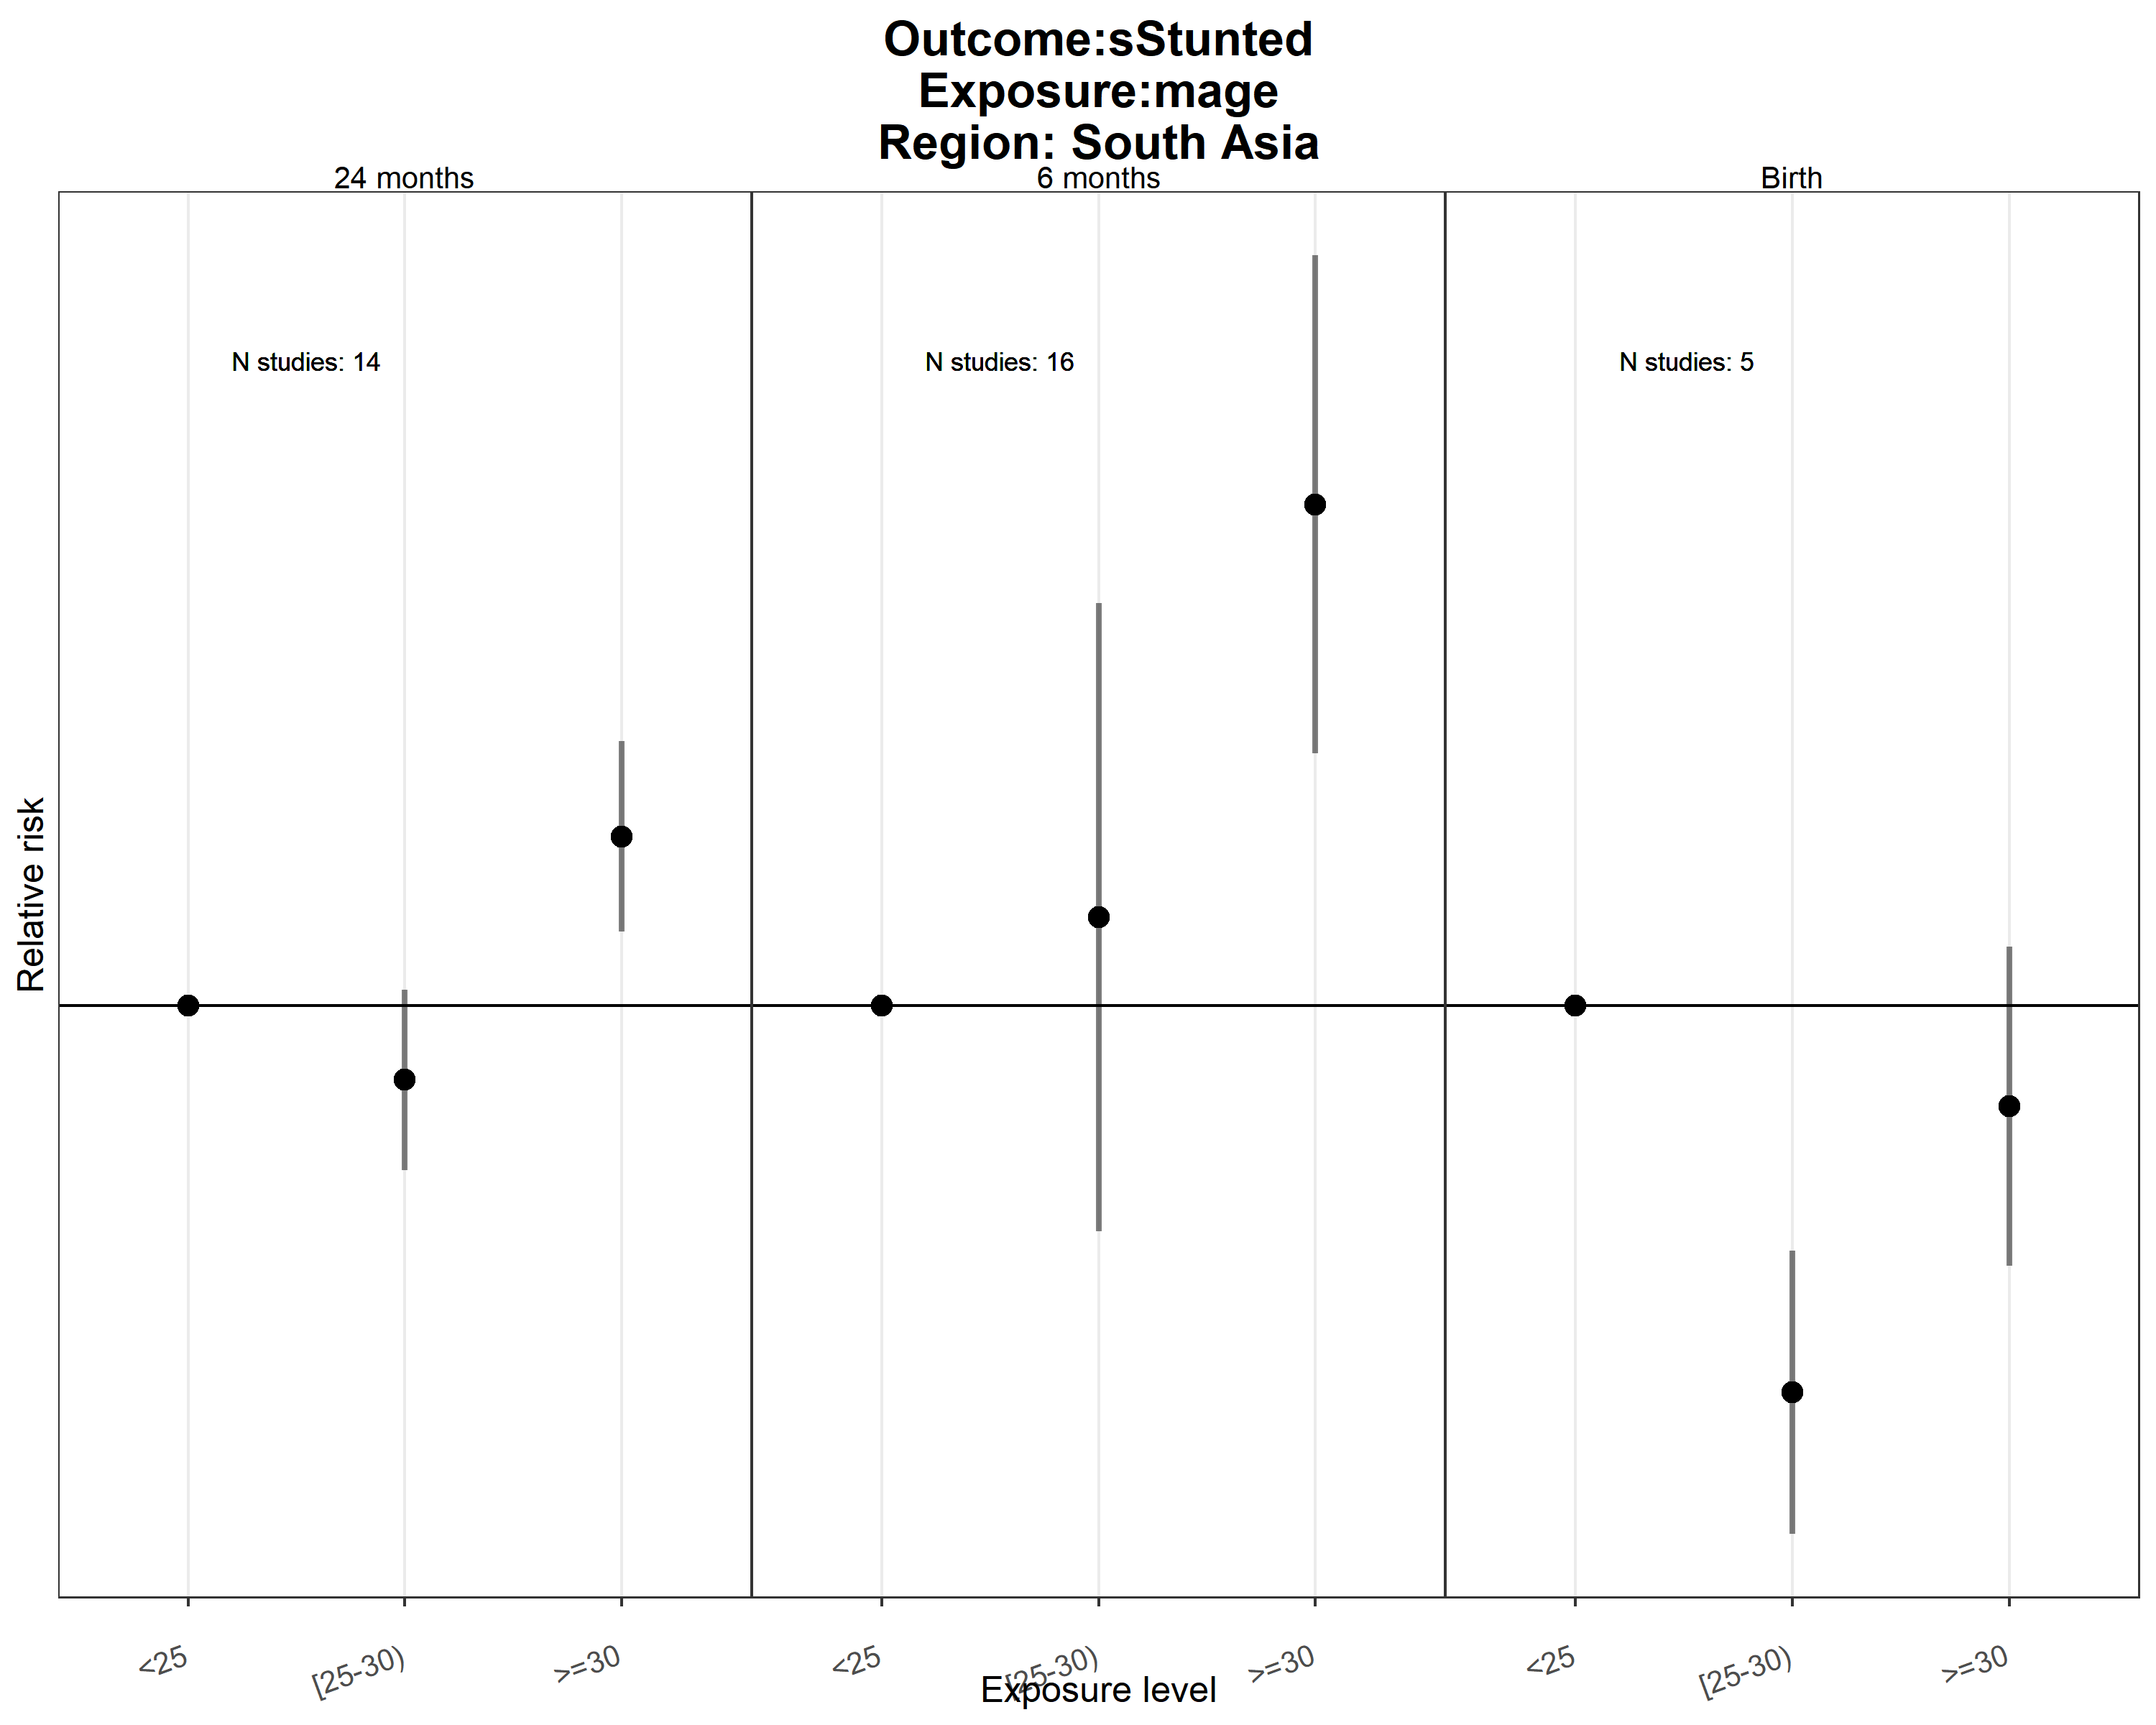 Outcome:sStunted
Exposure:mage
Region: South Asia
24 months
6 months
Birth
N studies: 14
N studies: 16
N studies: 5
Relative risk
<25
[25-30)
>=30
<25
[25-30)
>=30
<25
[25-30)
>=30
Exposure level